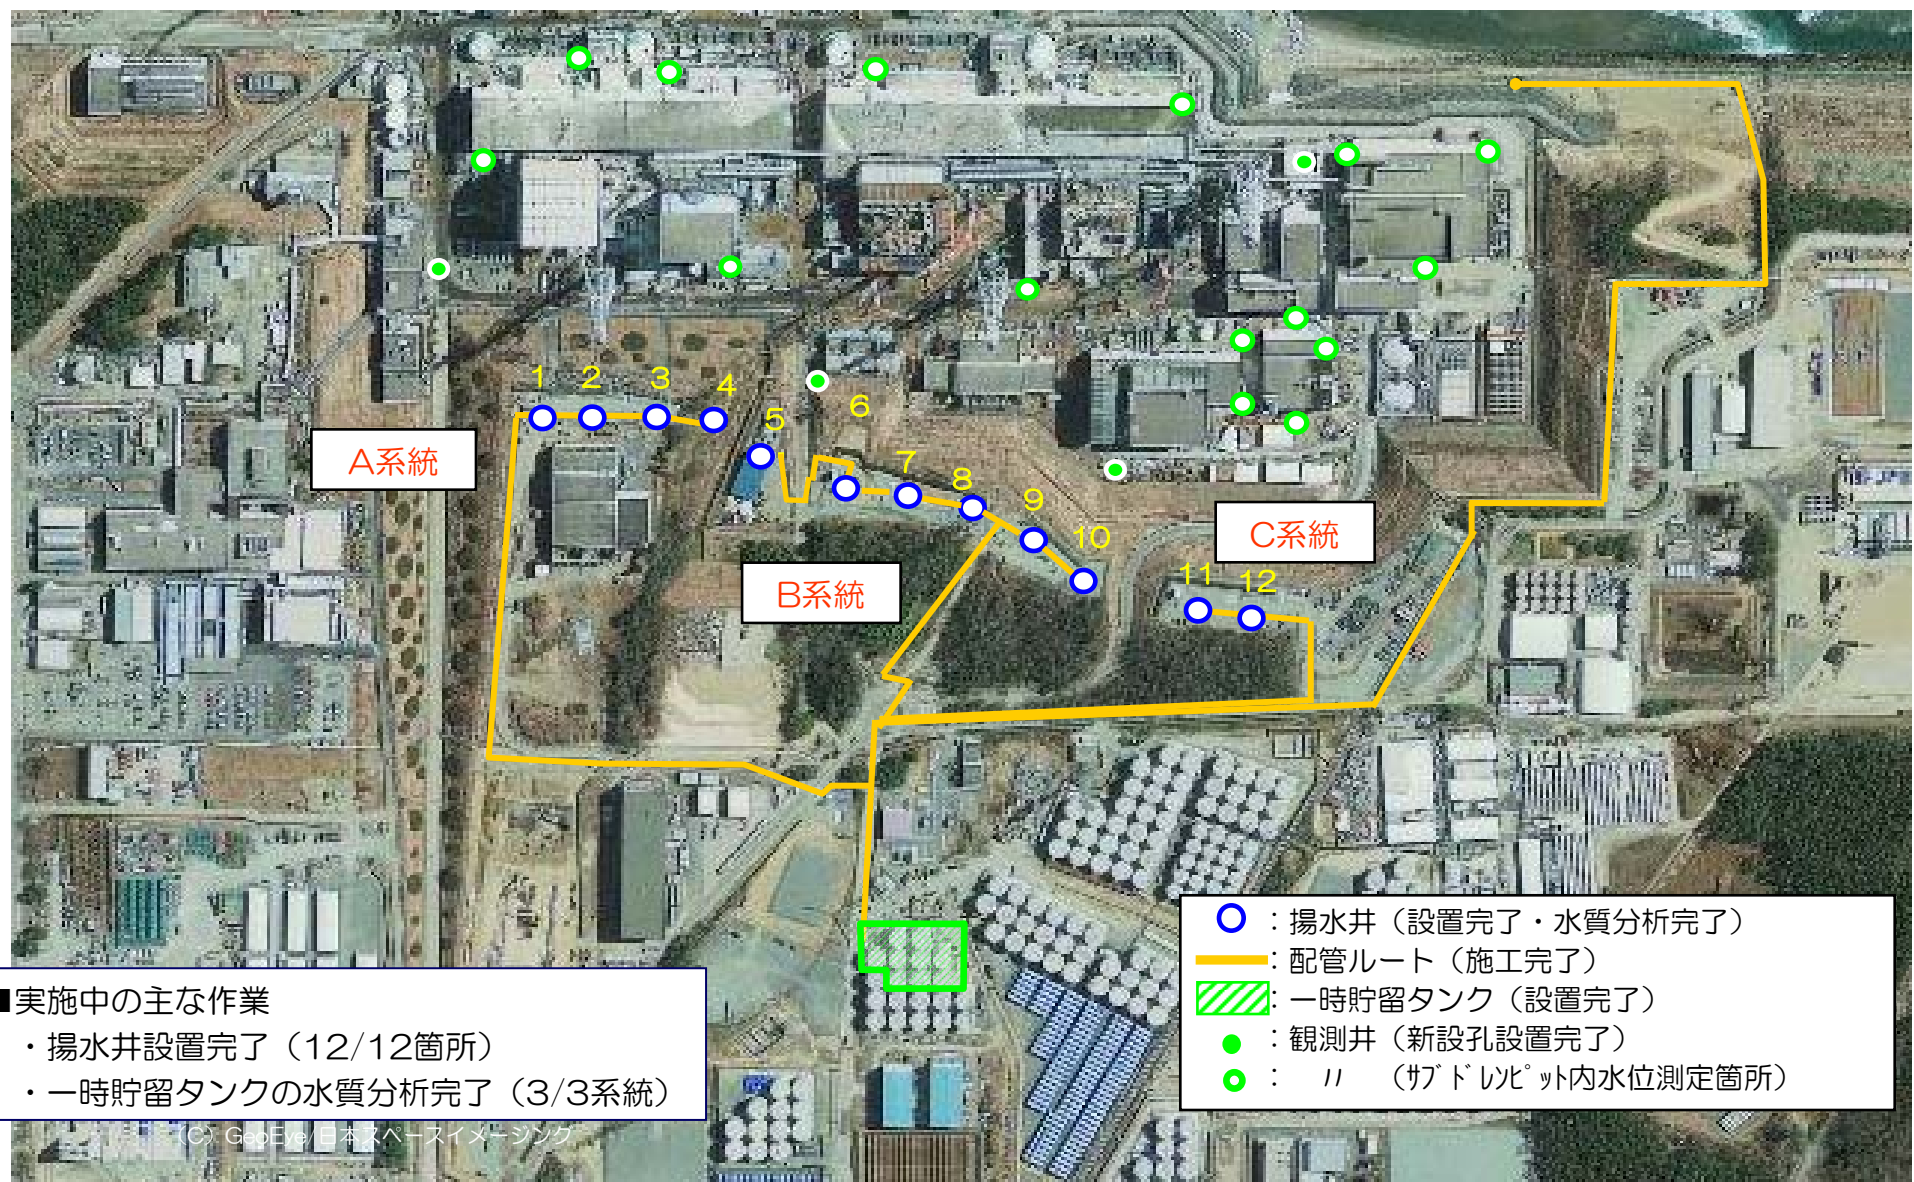 1 2 3 4
5 6
7 8 9 10
11 12
A系統
B系統
C系統
:揚水井(設置完了・水質分析完了)
:配管ルート(施工完了)
:一時貯留タンク(設置完了)
:観測井(新設孔設置完了)
: 〃 (ｻﾌﾞﾄﾞﾚﾝﾋﾟｯﾄ内水位測定箇所)
■実施中の主な作業
・揚水井設置完了(12/12箇所)
・一時貯留タンクの水質分析完了(3/3系統)
(C) GeoEye/日本スペースイメージング